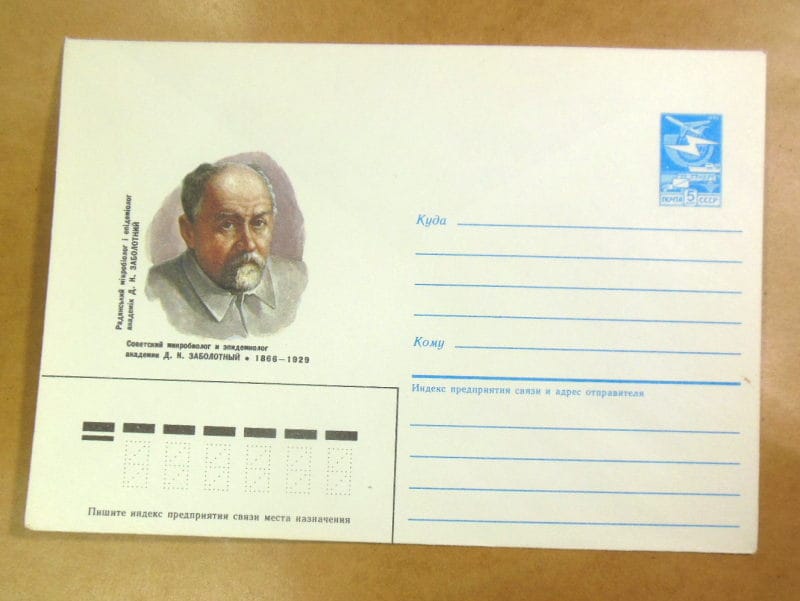 Радянський мікробіолог і епідеміолог
академік Д. К. ЗАБОЛОТНИЙ
Советский микробиолог и эпидемиолог
академик Д. К. ЗАБОЛОТНЫЙ • 1866—1929
ПОЧТА 5 СССР
Куда
Кому
Индекс предприятия связи и адрес отправителя
Пишите индекс предприятия связи места назначения